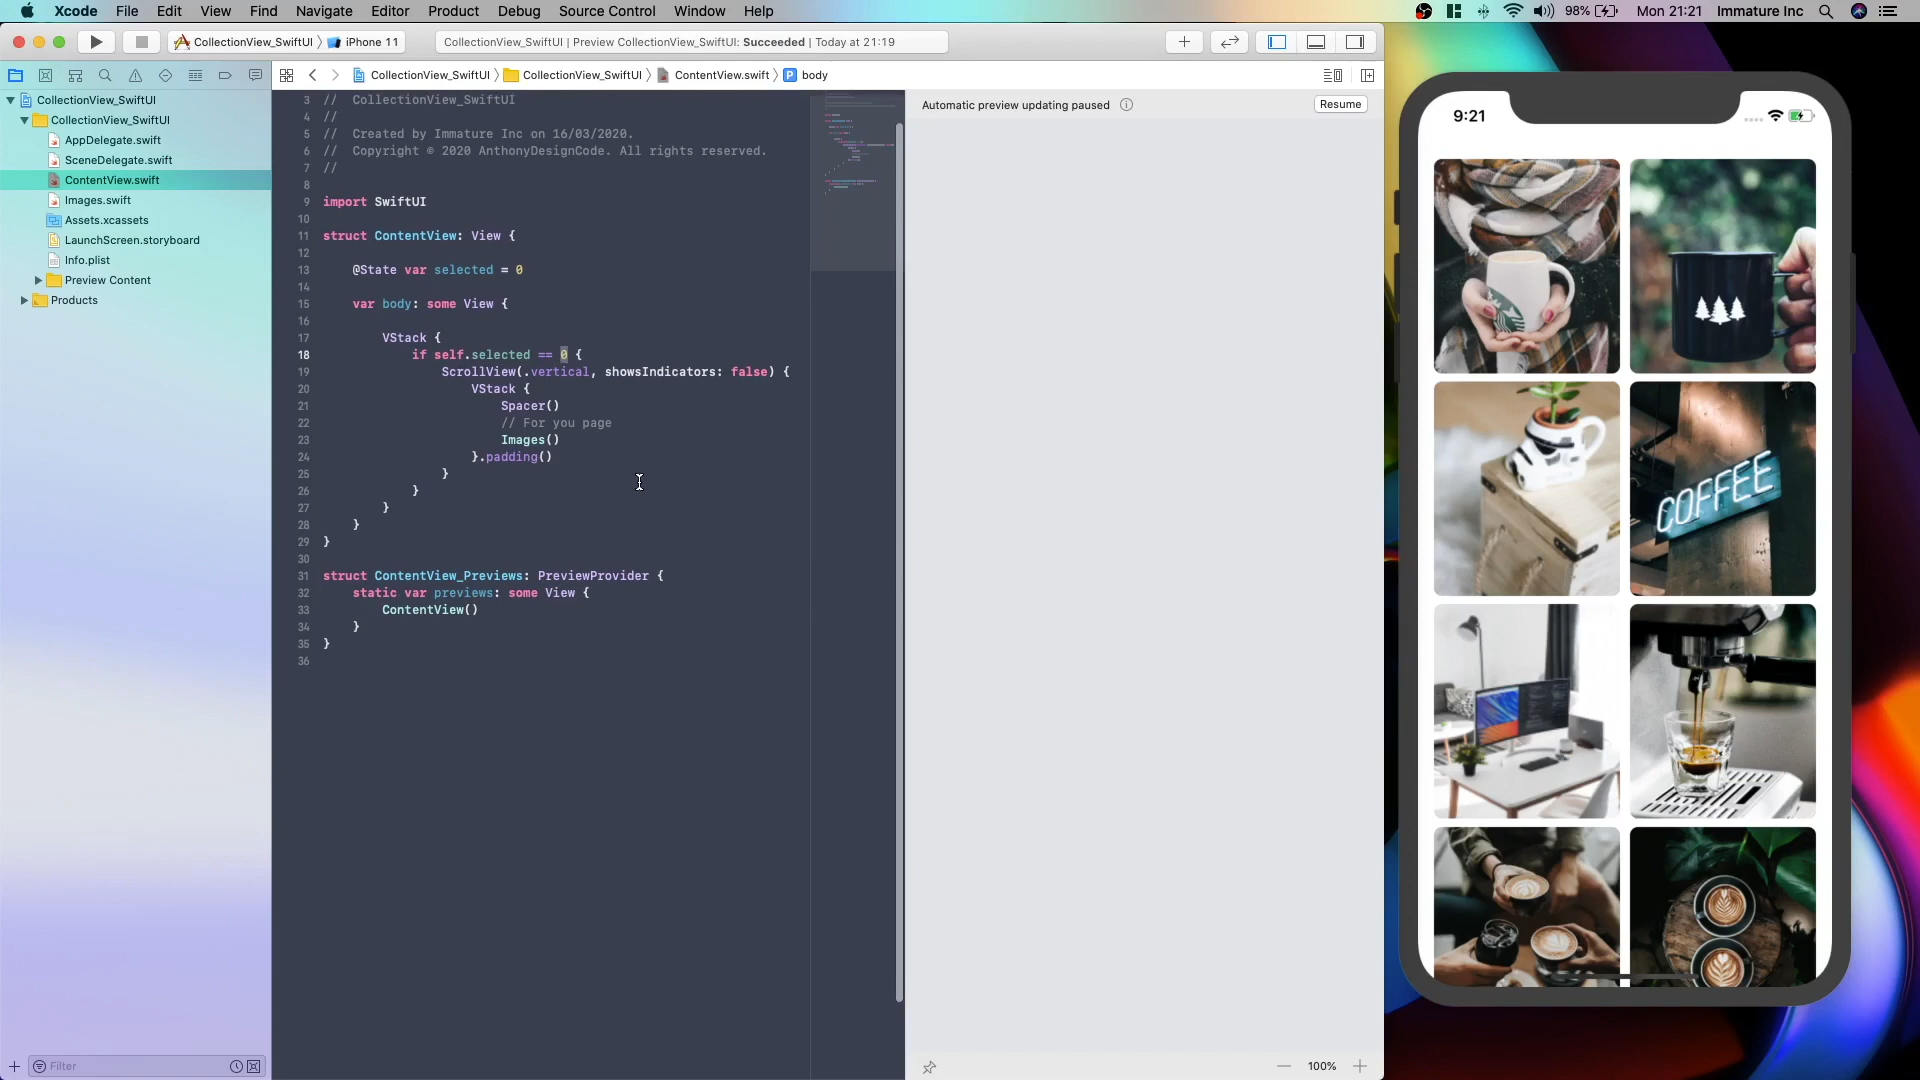 Xcode File Edit View Find Navigate Editor Product Debug Source Control Window Help
98% Mon 21:21 Immature Inc
CollectionView_SwiftUI 〉 iPhone 11
CollectionView_SwiftUI | Preview CollectionView_SwiftUI: Succeeded | Today at 21:19
CollectionView_SwiftUI 〉 CollectionView_SwiftUI 〉 ContentView.swift 〉 P body
CollectionView_SwiftUI
CollectionView_SwiftUI
AppDelegate.swift
SceneDelegate.swift
ContentView.swift
Images.swift
Assets.xcassets
LaunchScreen.storyboard
Info.plist
Preview Content
Products
Filter
3 // CollectionView_SwiftUI
4 //
5 // Created by Immature Inc on 16/03/2020.
6 // Copyright © 2020 AnthonyDesignCode. All rights reserved.
7 //
8
9 import SwiftUI
10
11 struct ContentView: View {
12
13 @State var selected = 0
14
15 var body: some View {
16
17 VStack {
18 if self.selected == 0 {
19 ScrollView(.vertical, showsIndicators: false) {
20 VStack {
21 Spacer()
22 // For you page
23 Images()
24 }.padding()
25 }
26 }
27 }
28 }
29 }
30
31 struct ContentView_Previews: PreviewProvider {
32 static var previews: some View {
33 ContentView()
34 }
35 }
36
Automatic preview updating paused
Resume
100%
9:21
COFFEE